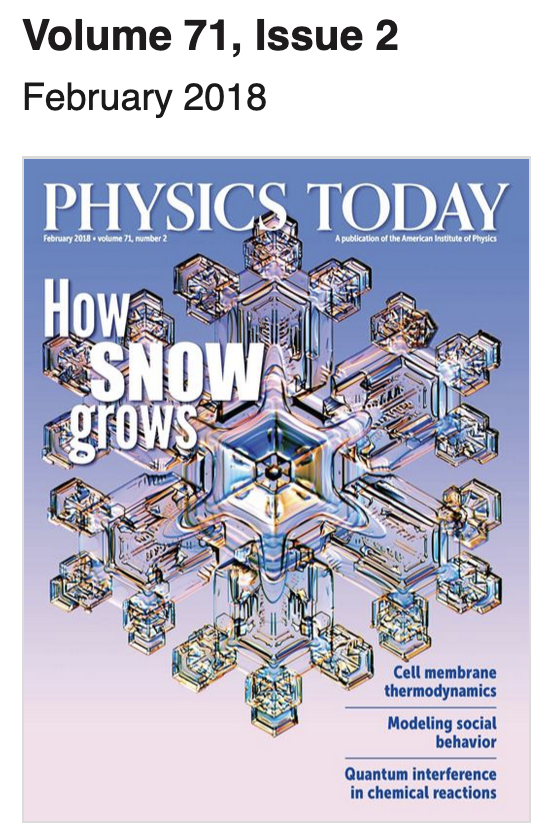 Volume 71, Issue 2
February 2018
PHYSICS TODAY
February 2018 • volume 71, number 2
A publication of the American Institute of Physics
How
SNOW
grows
Cell membrane
thermodynamics
Modeling social
behavior
Quantum interference
in chemical reactions